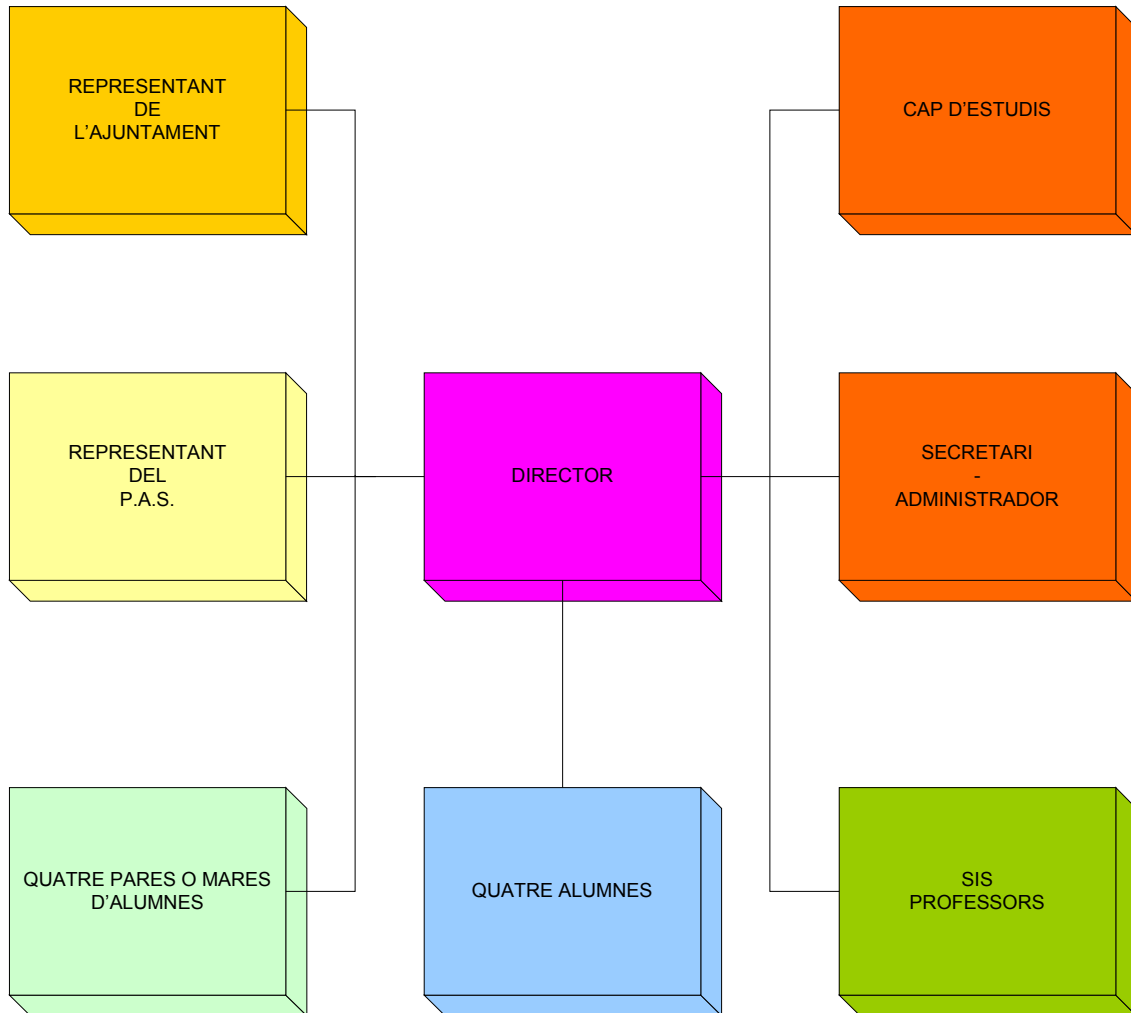 REPRESENTANT
DE
L'AJUNTAMENT
CAP D'ESTUDIS
REPRESENTANT
DEL
P.A.S.
DIRECTOR
SECRETARI
-
ADMINISTRADOR
QUATRE PARES O MARES
D'ALUMNES
QUATRE ALUMNES
SIS
PROFESSORS